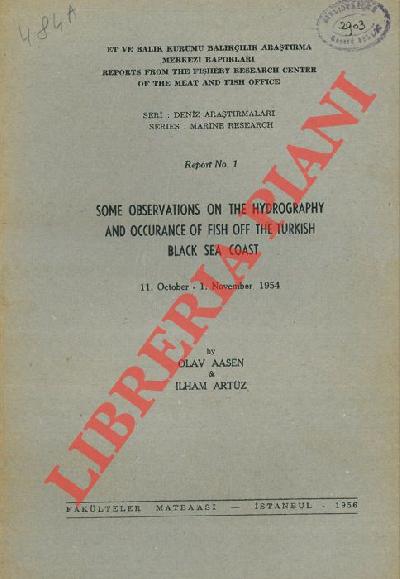 484A
2903
ET VE BALIK KURUMU BALIKÇILIK ARAŞTIRMA
MERKEZİ RAPORLARI
REPORTS FROM THE FISHERY RESEARCH CENTER
OF THE MEAT AND FISH OFFICE
SERI : DENİZ ARAŞTIRMALARI
SERIES : MARINE RESEARCH
Report No. 1
SOME OBSERVATIONS ON THE HYDROGRAPHY
AND OCCURANCE OF FISH OFF THE TURKISH
BLACK SEA COAST
11. October - 1. November 1954
by
OLAV AASEN
&
İLHAM ARTÜZ
FAKÜLTELER MATBAASI — İSTANBUL - 1956
LIBRERIA PIANI